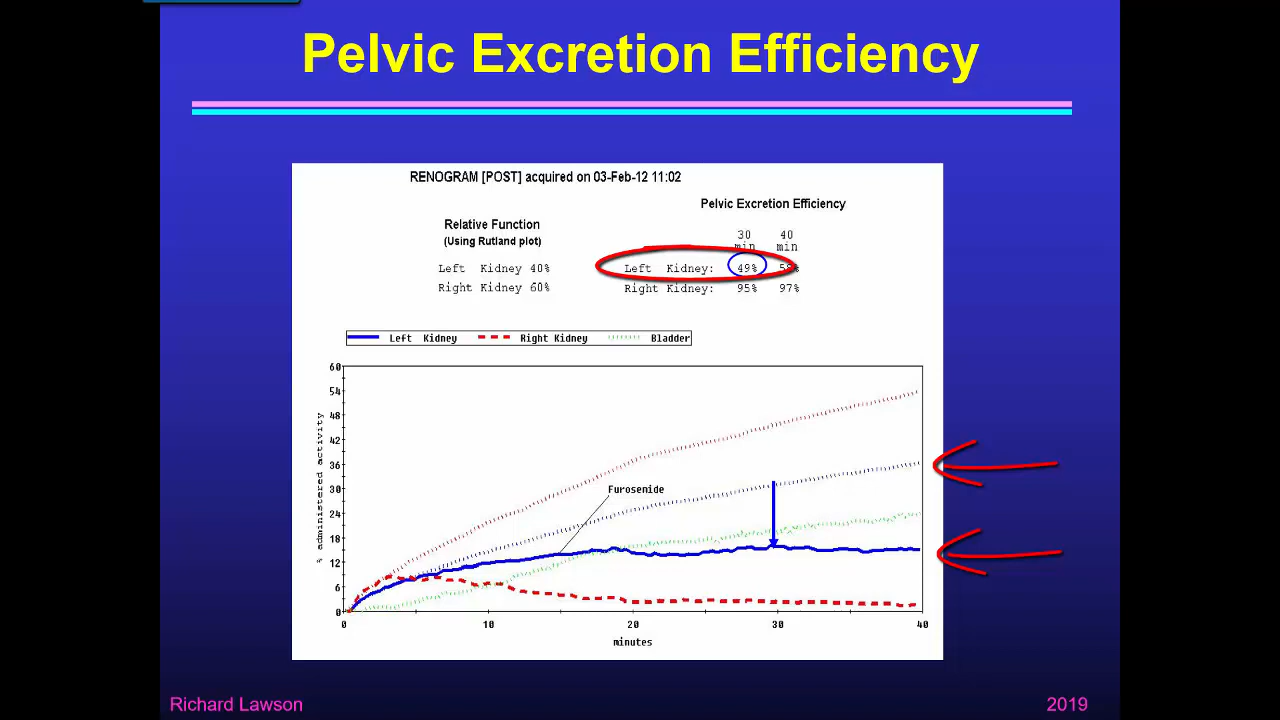 Pelvic Excretion Efficiency
RENOGRAM [POST] acquired on 03-Feb-12 11:02
Pelvic Excretion Efficiency
Relative Function
(Using Rutland plot)
30 40
min min
Left Kidney 40%
Right Kidney 60%
Left Kidney: 49%
Right Kidney: 95% 97%
Left Kidney Right Kidney Bladder
% administered activity
60
54
48
42
36
30
24
18
12
6
0
Furosemide
0 10 20 30 40
minutes
Richard Lawson
2019